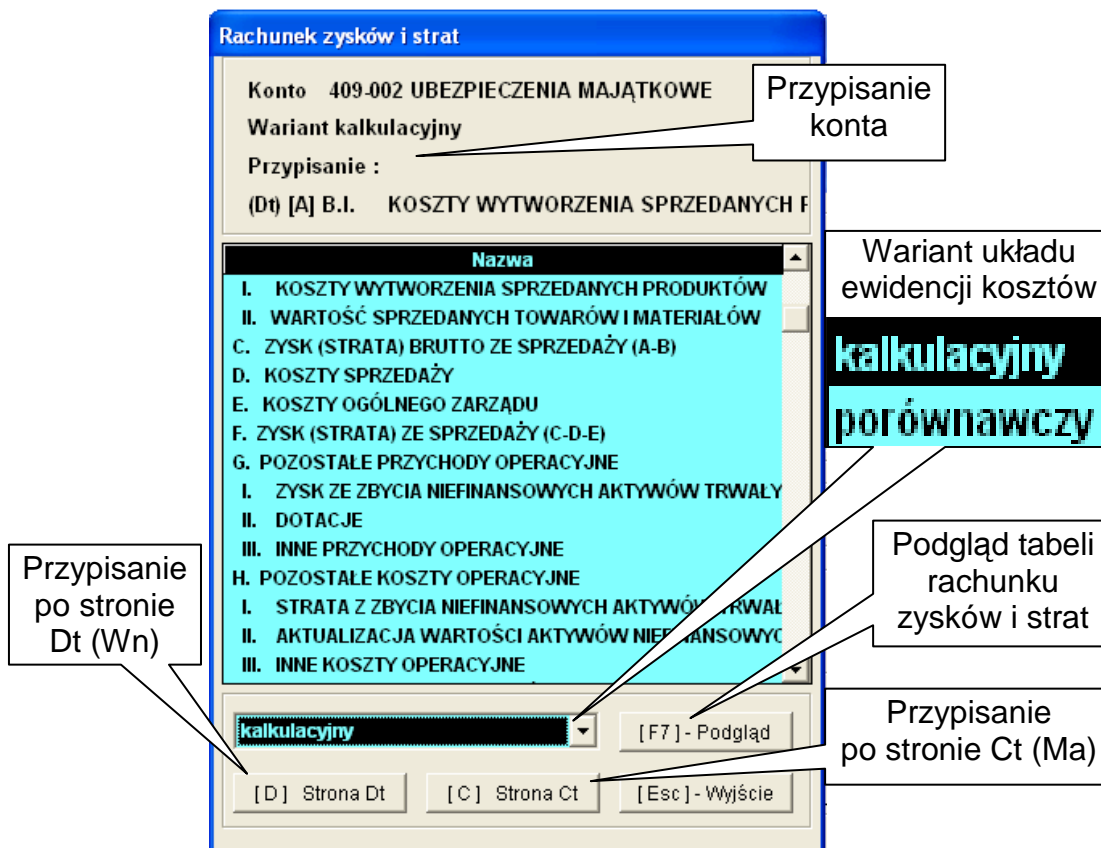 Rachunek zysków i strat
Konto 409-002 UBEZPIECZENIA MAJĄTKOWE
Wariant kalkulacyjny
Przypisanie :
(Dt) [A] B.I. KOSZTY WYTWORZENIA SPRZEDANYCH P
Przypisanie
konta
Nazwa
I. KOSZTY WYTWORZENIA SPRZEDANYCH PRODUKTÓW
II. WARTOŚĆ SPRZEDANYCH TOWARÓW I MATERIAŁÓW
C. ZYSK (STRATA) BRUTTO ZE SPRZEDAŻY (A-B)
D. KOSZTY SPRZEDAŻY
E. KOSZTY OGÓLNEGO ZARZĄDU
F. ZYSK (STRATA) ZE SPRZEDAŻY (C-D-E)
G. POZOSTAŁE PRZYCHODY OPERACYJNE
I. ZYSK ZE ZBYCIA NIEFINANSOWYCH AKTYWÓW TRWAŁY
II. DOTACJE
III. INNE PRZYCHODY OPERACYJNE
H. POZOSTAŁE KOSZTY OPERACYJNE
I. STRATA Z ZBYCIA NIEFINANSOWYCH AKTYWÓW TRWAŁ
II. AKTUALIZACJA WARTOŚCI AKTYWÓW NIEFINANSOWYC
III. INNE KOSZTY OPERACYJNE
Wariant układu
ewidencji kosztów
kalkulacyjny
porównawczy
Przypisanie
po stronie
Dt (Wn)
Podgląd tabeli
rachunku
zysków i strat
kalkulacyjny
[F7]- Podgląd
[D] Strona Dt
[C] Strona Ct
[Esc]- Wyjście
Przypisanie
po stronie Ct (Ma)